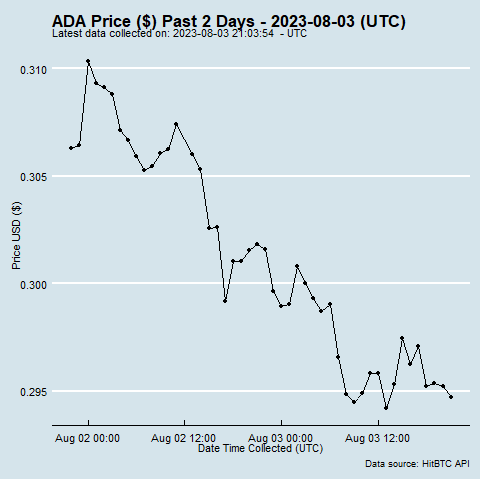 ADA Price ($) Past 2 Days - 2023-08-03 (UTC)
Latest data collected on: 2023-08-03 21:03:54  - UTC
0.310
0.305
0.300
0.295
Price USD ($)
Aug 02 00:00 Aug 02 12:00 Aug 03 00:00 Aug 03 12:00
Date Time Collected (UTC)
Data source: HitBTC API